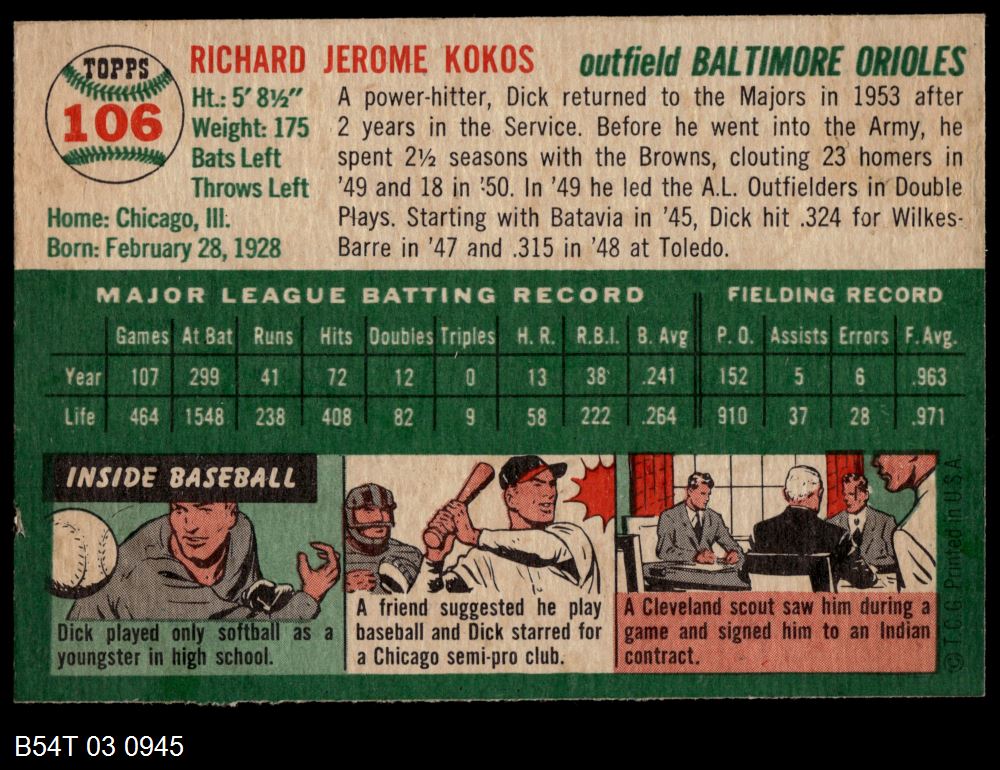 TOPPS
106
RICHARD JEROME KOKOS
outfield BALTIMORE ORIOLES
Ht.: 5' 8½"
Weight: 175
Bats Left
Throws Left
Home: Chicago, Ill.
Born: February 28, 1928
A power-hitter, Dick returned to the Majors in 1953 after
2 years in the Service. Before he went into the Army, he
spent 2½ seasons with the Browns, clouting 23 homers in
'49 and 18 in '50. In '49 he led the A.L. Outfielders in Double
Plays. Starting with Batavia in '45, Dick hit .324 for Wilkes-
Barre in '47 and .315 in '48 at Toledo.
MAJOR LEAGUE BATTING RECORD FIELDING RECORD
Games At Bat Runs Hits Doubles Triples H. R. R.B.I. B. Avg P. O. Assists Errors F. Avg.
Year 107 299 41 72 12 0 13 38 .241 152 5 6 .963
Life 464 1548 238 408 82 9 58 222 .264 910 37 28 .971
INSIDE BASEBALL
Dick played only softball as a
youngster in high school.
A friend suggested he play
baseball and Dick starred for
a Chicago semi-pro club.
A Cleveland scout saw him during a
game and signed him to an Indian
contract.
© T.C.G. Printed in U.S.A.
B54T 03 0945